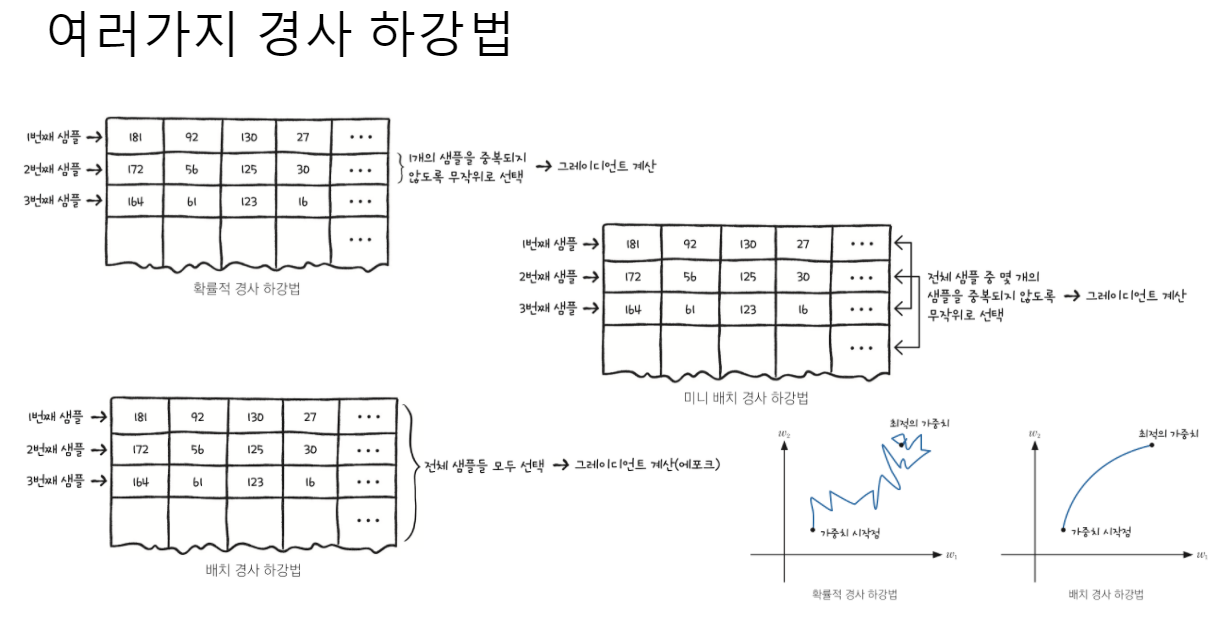 여러가지 경사 하강법
1번째 샘플 → 181 92 130 27 ...
2번째 샘플 → 172 56 125 30 ...
3번째 샘플 → 164 61 123 16 ...
...
1개의 샘플을 중복되지
않도록 무작위로 선택
→ 그레이디언트 계산
확률적 경사 하강법
1번째 샘플 → 181 92 130 27 ...
2번째 샘플 → 172 56 125 30 ...
3번째 샘플 → 164 61 123 16 ...
...
전체 샘플 중 몇 개의
샘플을 중복되지 않도록
무작위로 선택
→ 그레이디언트 계산
미니 배치 경사 하강법
1번째 샘플 → 181 92 130 27 ...
2번째 샘플 → 172 56 125 30 ...
3번째 샘플 → 164 61 123 16 ...
...
전체 샘플들 모두 선택 → 그레이디언트 계산(에포크)
배치 경사 하강법
w₂
최적의 가중치
가중치 시작점
w₁
확률적 경사 하강법
w₂
최적의 가중치
가중치 시작점
w₁
배치 경사 하강법